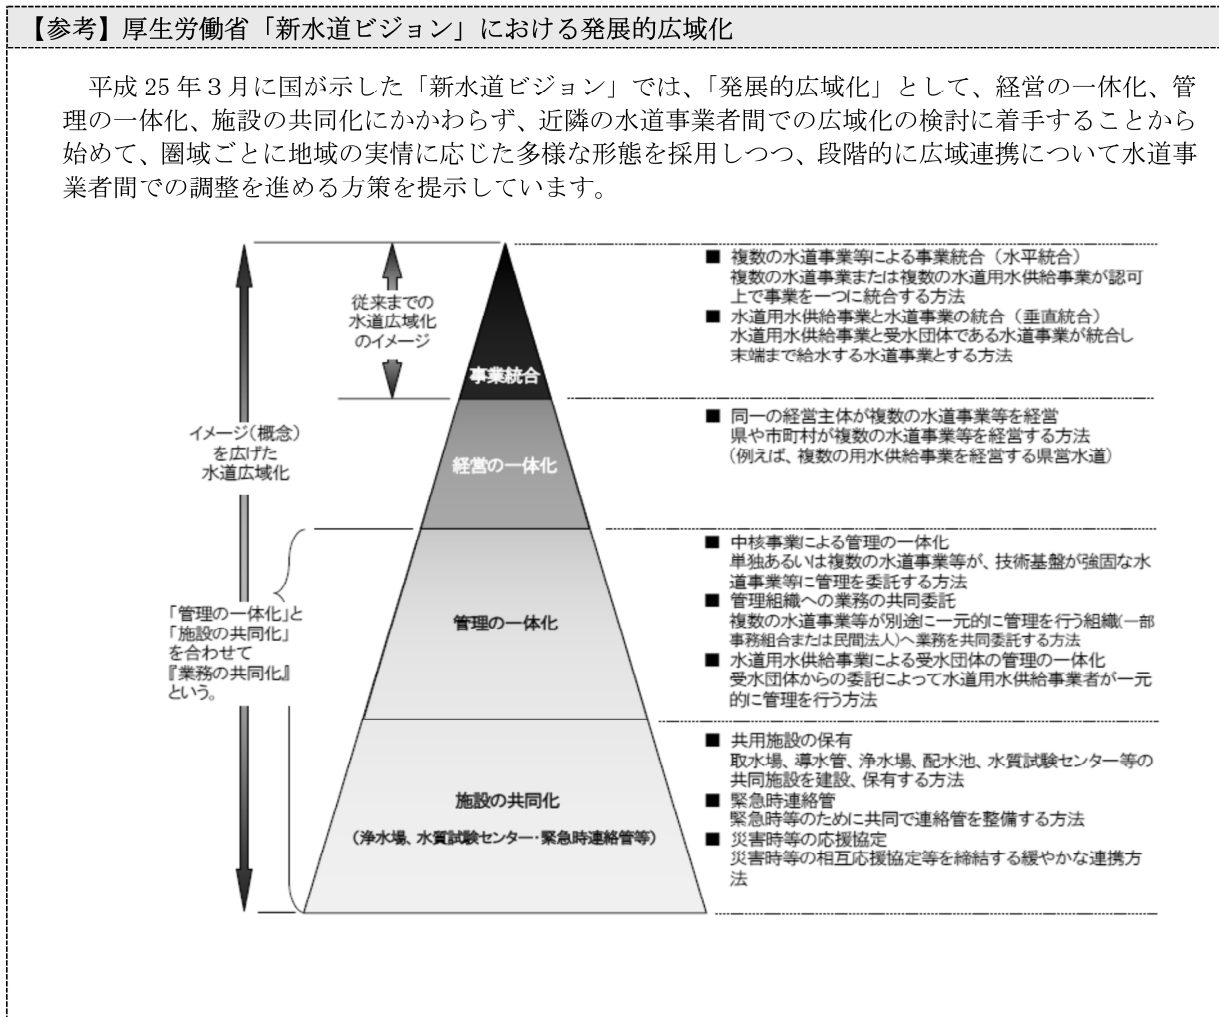 【参考】厚生労働省「新水道ビジョン」における発展的広域化
平成 25 年３月に国が示した「新水道ビジョン」では、「発展的広域化」として、経営の一体化、管
理の一体化、施設の共同化にかかわらず、近隣の水道事業者間での広域化の検討に着手することから
始めて、圏域ごとに地域の実情に応じた多様な形態を採用しつつ、段階的に広域連携について水道事
業者間での調整を進める方策を提示しています。
従来までの
水道広域化
のイメージ
イメージ（概念）
を広げた
水道広域化
「管理の一体化」と
「施設の共同化」
を合わせて
『業務の共同化』
という。
事業統合
経営の一体化
管理の一体化
施設の共同化
（浄水場、水質試験センター・緊急時連絡管等）
■ 複数の水道事業等による事業統合（水平統合）
複数の水道事業または複数の水道用水供給事業が認可
上で事業を一つに統合する方法
■ 水道用水供給事業と水道事業の統合（垂直統合）
水道用水供給事業と受水団体である水道事業が統合し
末端まで給水する水道事業とする方法
■ 同一の経営主体が複数の水道事業等を経営
県や市町村が複数の水道事業等を経営する方法
（例えば、複数の用水供給事業を経営する県営水道）
■ 中核事業による管理の一体化
単独あるいは複数の水道事業等が、技術基盤が強固な水
道事業等に管理を委託する方法
■ 管理組織への業務の共同委託
複数の水道事業等が別途に一元的に管理を行う組織（一部
事務組合または民間法人）へ業務を共同委託する方法
■ 水道用水供給事業による受水団体の管理の一体化
受水団体からの委託によって水道用水供給事業者が一元
的に管理を行う方法
■ 共用施設の保有
取水場、導水管、浄水場、配水池、水質試験センター等の
共同施設を建設、保有する方法
■ 緊急時連絡管
緊急時等のために共同で連絡管を整備する方法
■ 災害時等の応援協定
災害時等の相互応援協定等を締結する緩やかな連携方
法